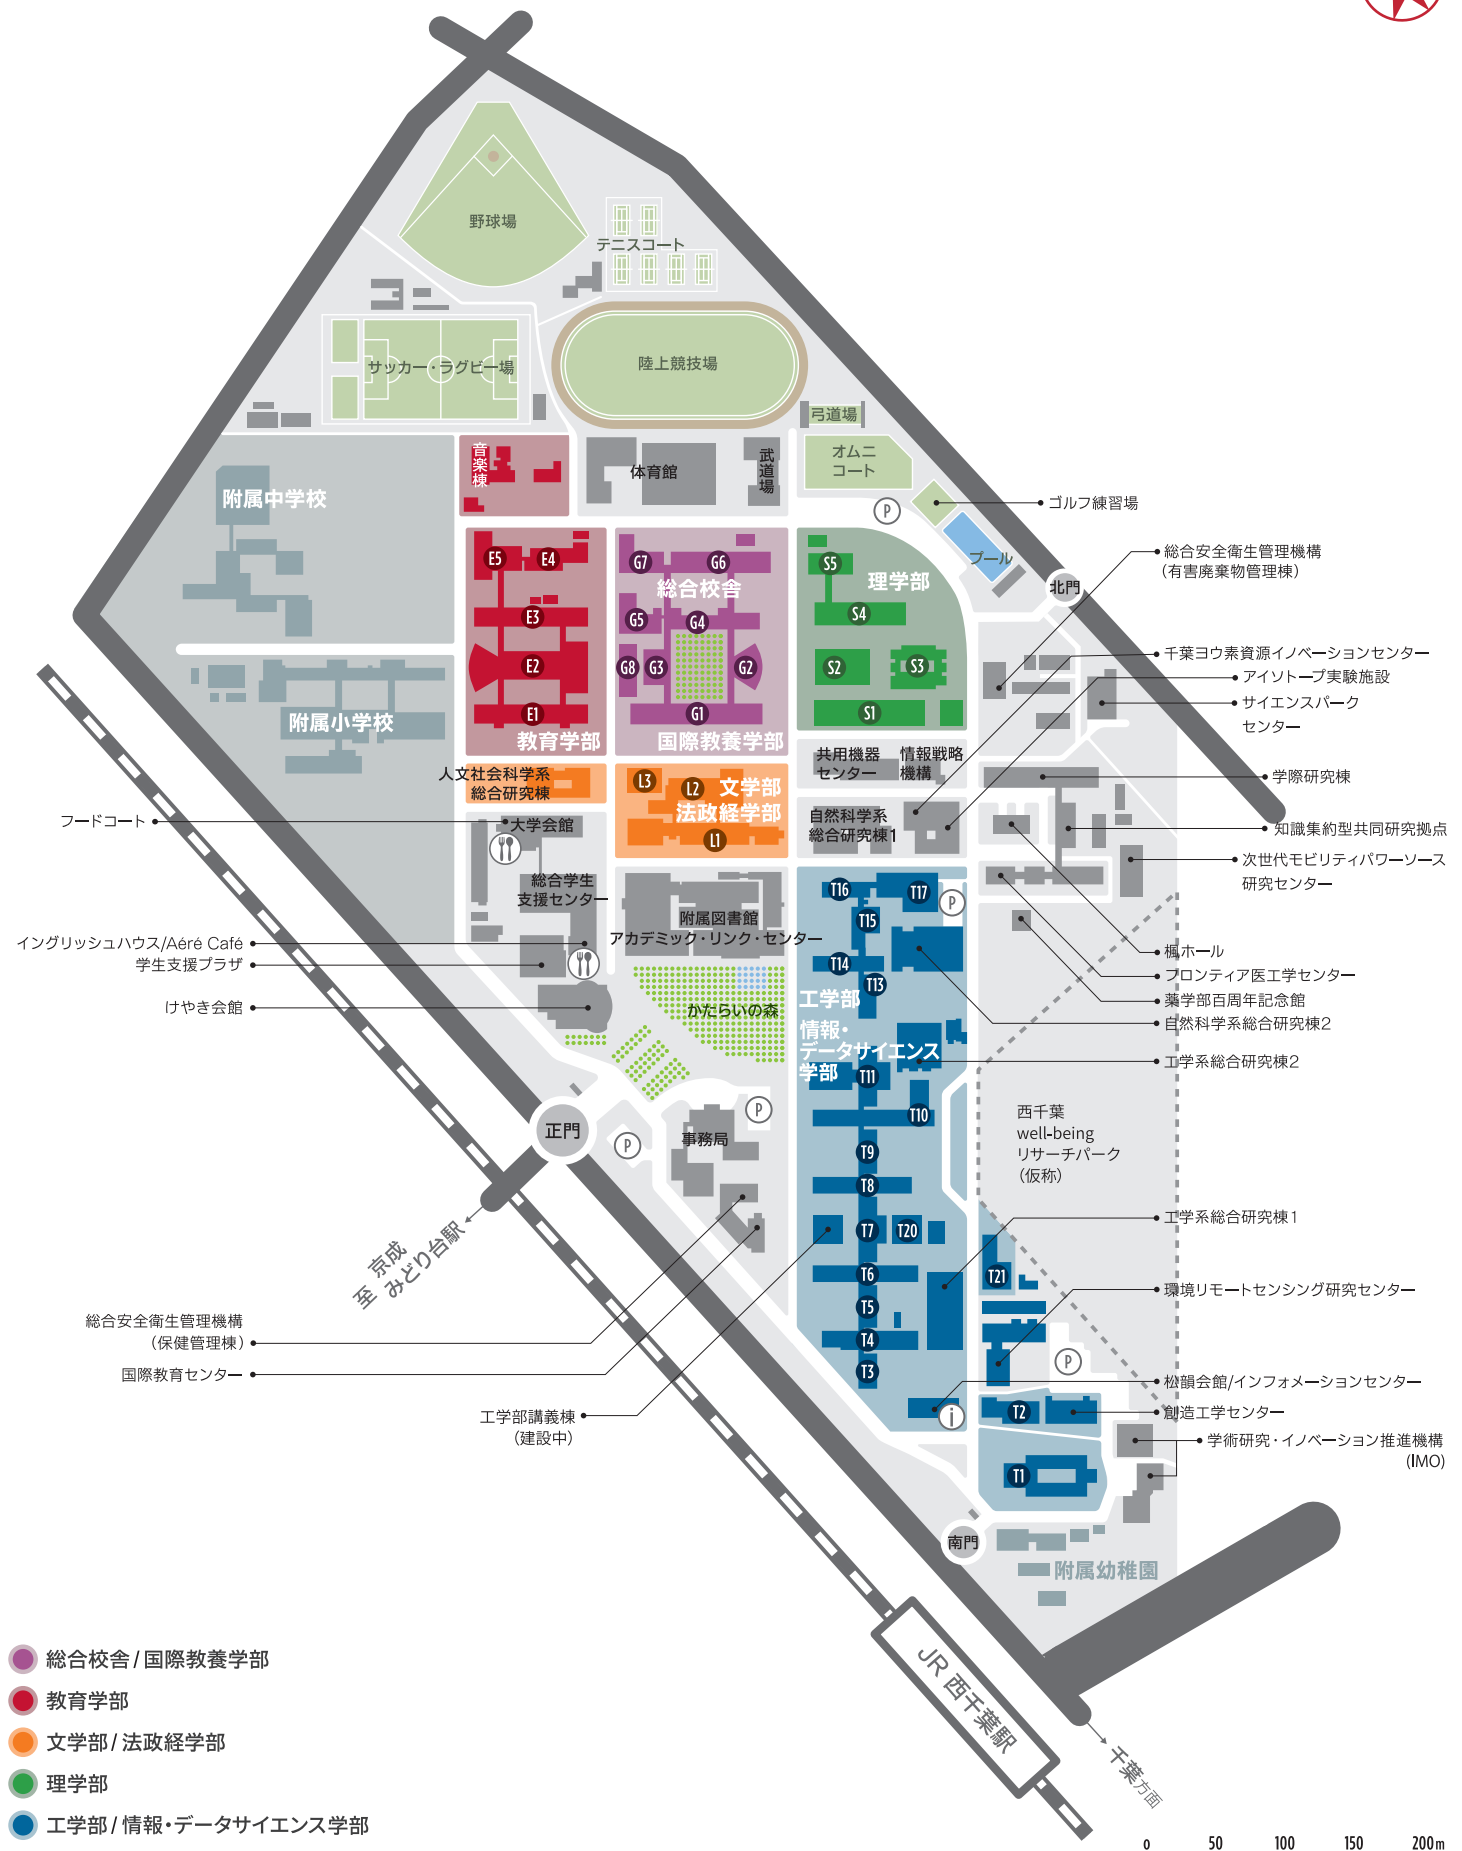 野球場
テニスコート
サッカー・ラグビー場
陸上競技場
弓道場
オムニ
コート
音楽棟
体育館
武道場
附属中学校
P
ゴルフ練習場
プール
北門
総合安全衛生管理機構
(有害廃棄物管理棟)
E5
E4
E3
E2
E1
教育学部
G7
G6
総合校舎
G5
G4
G8
G3
G2
G1
国際教養学部
S5
理学部
S4
S2
S3
S1
千葉ヨウ素資源イノベーションセンター
アイソトープ実験施設
サイエンスパーク
センター
附属小学校
人文社会科学系
総合研究棟
L3
L2
文学部
法政経学部
L1
共用機器
センター
情報戦略
機構
自然科学系
総合研究棟1
学際研究棟
知識集約型共同研究拠点
次世代モビリティパワーソース
研究センター
フードコート
大学会館
総合学生
支援センター
附属図書館
アカデミック・リンク・センター
イングリッシュハウス/Aéré Café
学生支援プラザ
けやき会館
かたらいの森
T16
T17
P
T15
T14
T13
工学部
情報・
データサイエンス
学部
T11
T10
T9
T8
T7
T20
T6
T5
T4
T3
楓ホール
フロンティア医工学センター
薬学部百周年記念館
自然科学系総合研究棟2
工学系総合研究棟2
西千葉
well-being
リサーチパーク
(仮称)
正門
P
P
事務局
至 京成
みどり台駅
総合安全衛生管理機構
(保健管理棟)
国際教育センター
工学部講義棟
(建設中)
工学系総合研究棟1
T21
環境リモートセンシング研究センター
P
松韻会館/インフォメーションセンター
i
T2
創造工学センター
学術研究・イノベーション推進機構
(IMO)
T1
南門
附属幼稚園
JR 西千葉駅
千葉方面
総合校舎/国際教養学部
教育学部
文学部/法政経学部
理学部
工学部/情報・データサイエンス学部
0 50 100 150 200m